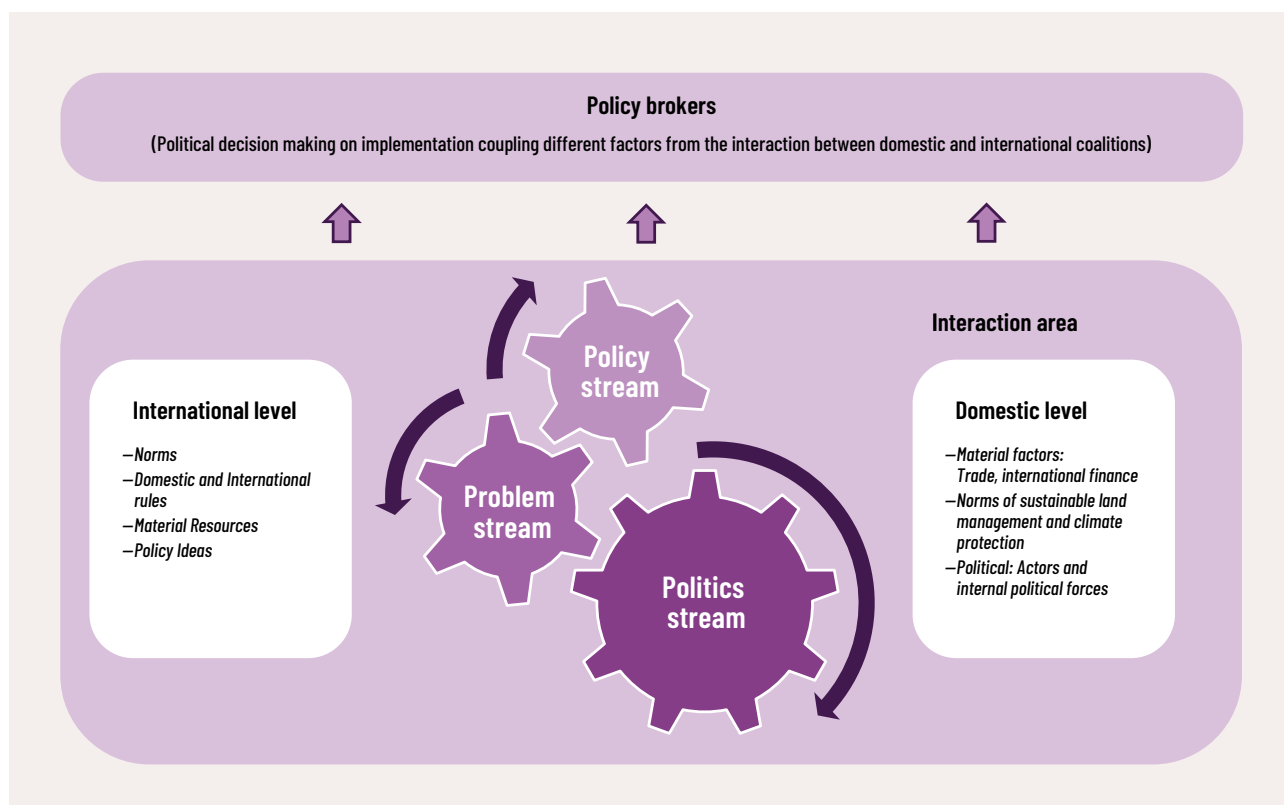 Policy brokers
(Political decision making on implementation coupling different factors from the interaction between domestic and international coalitions)
Interaction area
International level
–Norms
–Domestic and International
rules
–Material Resources
–Policy Ideas
Policy
stream
Problem
stream
Politics
stream
Domestic level
–Material factors:
Trade, international finance
–Norms of sustainable land
management and climate
protection
–Political: Actors and
internal political forces